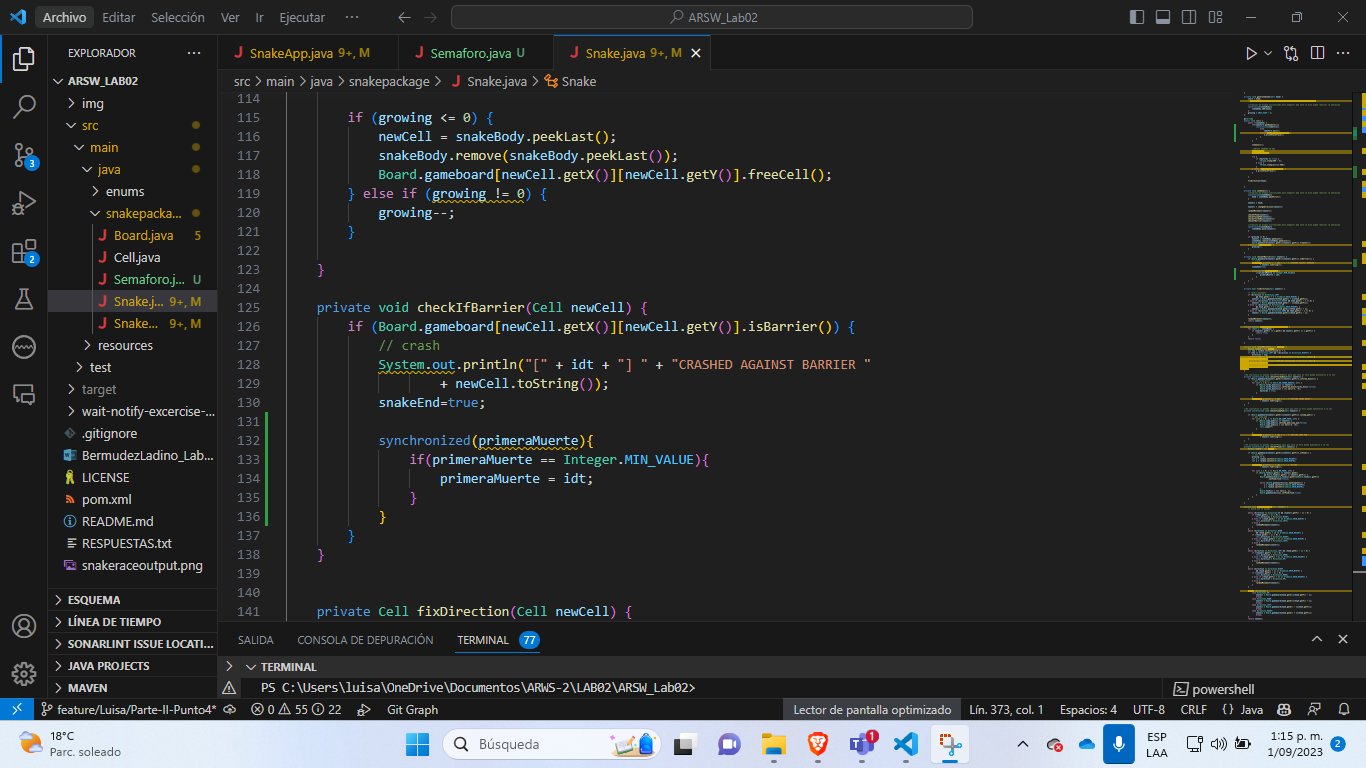 Archivo Editar Selección Ver Ir Ejecutar ··· ARSW_Lab02
EXPLORADOR ···
ARSW_LAB02
img
src
main
java
enums
snakepacka...
Board.java 5
Cell.java
Semaforo.j... U
Snake.j... 9+, M
Snake... 9+, M
resources
test
target
wait-notify-excercise-...
.gitignore
BermudezLadino_Lab...
LICENSE
pom.xml
README.md
RESPUESTAS.txt
snakeraceoutput.png
ESQUEMA
LÍNEA DE TIEMPO
SONARLINT ISSUE LOCATI...
JAVA PROJECTS
MAVEN
3
2
SnakeApp.java 9+, M Semaforo.java U Snake.java 9+, M
src > main > java > snakepackage > Snake.java > Snake
114
115 if (growing <= 0) {
116 newCell = snakeBody.peekLast();
117 snakeBody.remove(snakeBody.peekLast());
118 Board.gameboard[newCell.getX()][newCell.getY()].freeCell();
119 } else if (growing != 0) {
120 growing--;
121 }
122
123 }
124
125 private void checkIfBarrier(Cell newCell) {
126 if (Board.gameboard[newCell.getX()][newCell.getY()].isBarrier()) {
127 // crash
128 System.out.println("[" + idt + "] " + "CRASHED AGAINST BARRIER "
129 + newCell.toString());
130 snakeEnd=true;
131
132 synchronized(primeraMuerte){
133 if(primeraMuerte == Integer.MIN_VALUE){
134 primeraMuerte = idt;
135 }
136 }
137 }
138 }
139
140
141 private Cell fixDirection(Cell newCell) {
SALIDA CONSOLA DE DEPURACIÓN TERMINAL 77
TERMINAL
PS C:\Users\luisa\OneDrive\Documentos\ARWS-2\LAB02\ARSW_Lab02>
powershell
feature/Luisa/Parte-II-Punto4* 0 55 22 Git Graph Lector de pantalla optimizado Lín. 373, col. 1 Espacios: 4 UTF-8 CRLF { } Java
18°C
Parc. soleado
Búsqueda
1
ESP
LAA
1:15 p. m.
1/09/2023
2